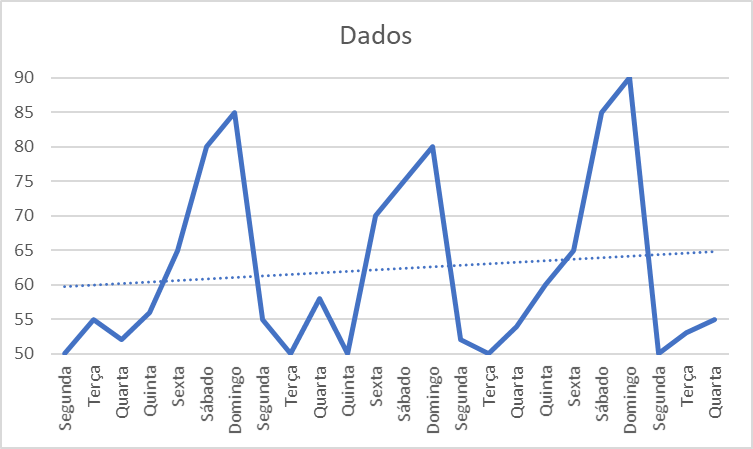 Dados
90
85
80
75
70
65
60
55
50
Segunda
Terça
Quarta
Quinta
Sexta
Sábado
Domingo
Segunda
Terça
Quarta
Quinta
Sexta
Sábado
Domingo
Segunda
Terça
Quarta
Quinta
Sexta
Sábado
Domingo
Segunda
Terça
Quarta